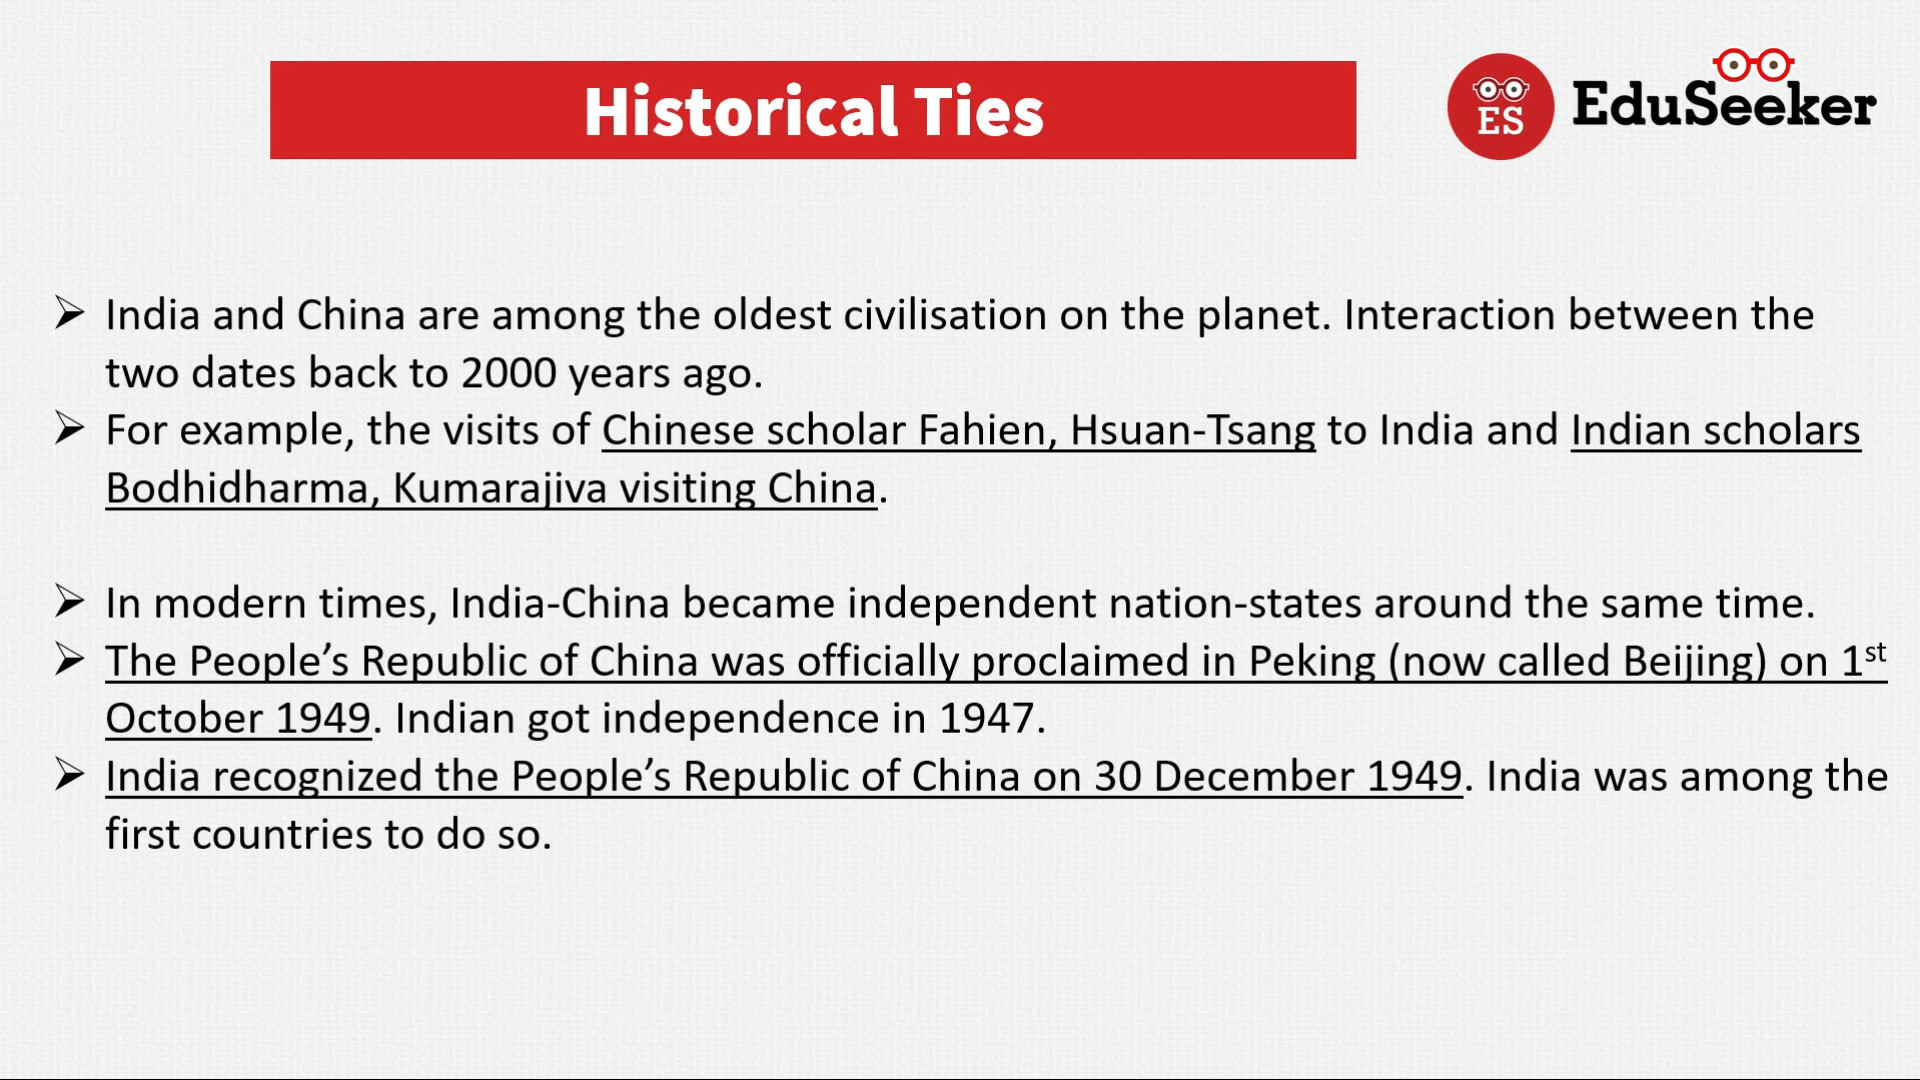 Historical Ties
ES
EduSeeker
➢ India and China are among the oldest civilisation on the planet. Interaction between the
two dates back to 2000 years ago.
➢ For example, the visits of Chinese scholar Fahien, Hsuan-Tsang to India and Indian scholars
Bodhidharma, Kumarajiva visiting China.
➢ In modern times, India-China became independent nation-states around the same time.
➢ The People’s Republic of China was officially proclaimed in Peking (now called Beijing) on 1st
October 1949. Indian got independence in 1947.
➢ India recognized the People’s Republic of China on 30 December 1949. India was among the
first countries to do so.